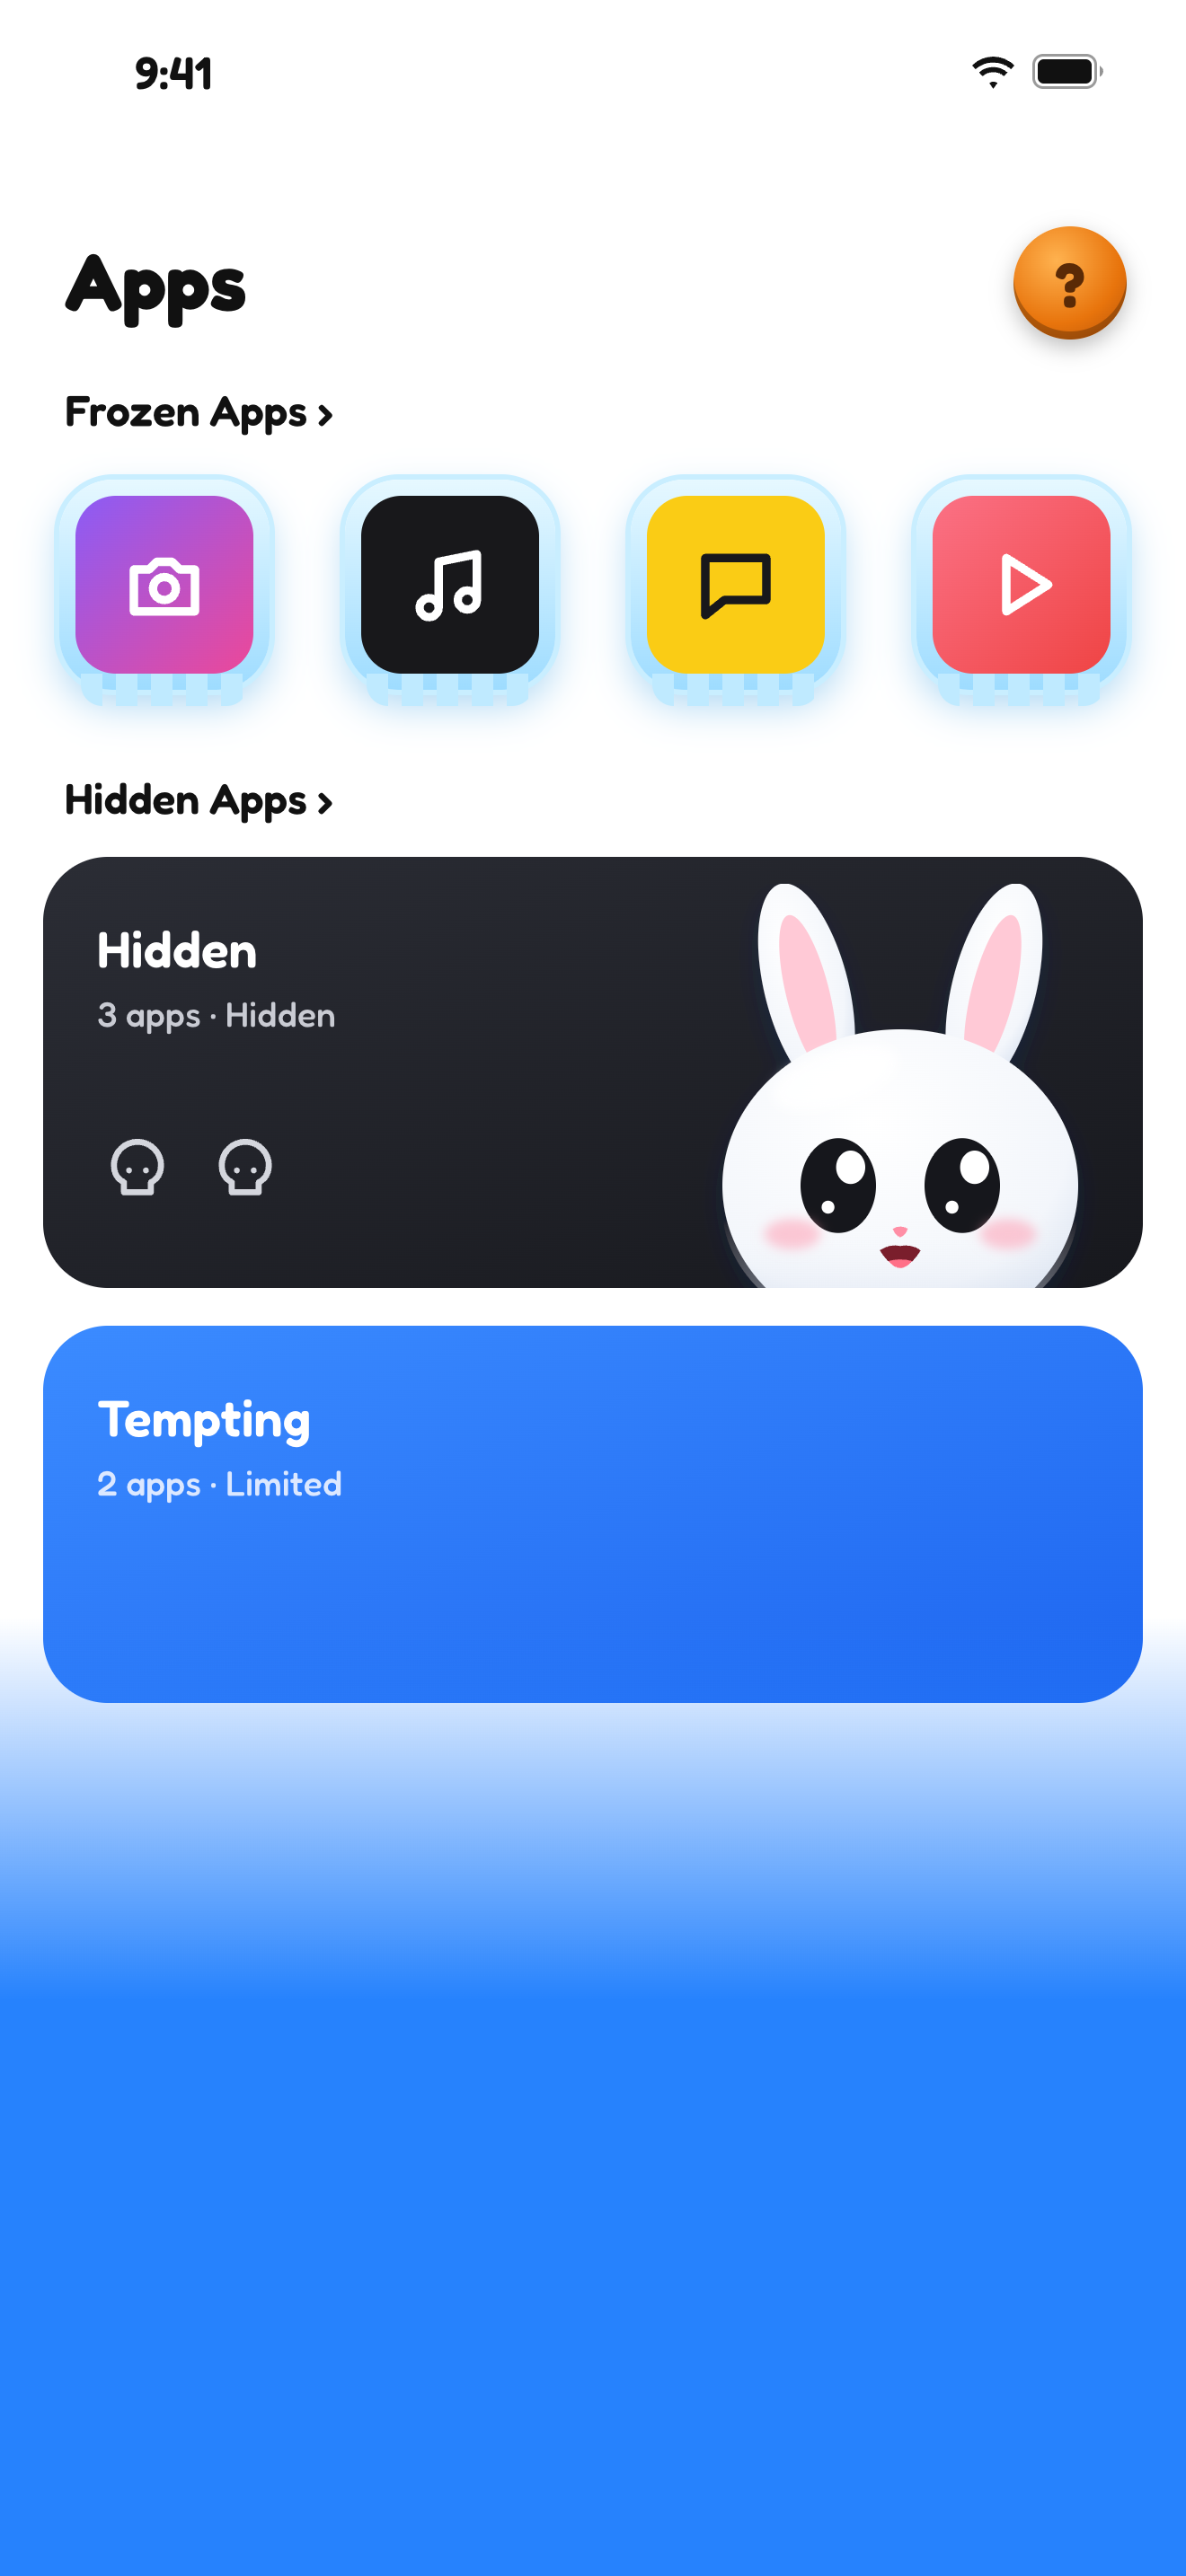 9:41
Apps
?
Frozen Apps ›
Hidden Apps ›
Hidden
3 apps · Hidden
Tempting
2 apps · Limited